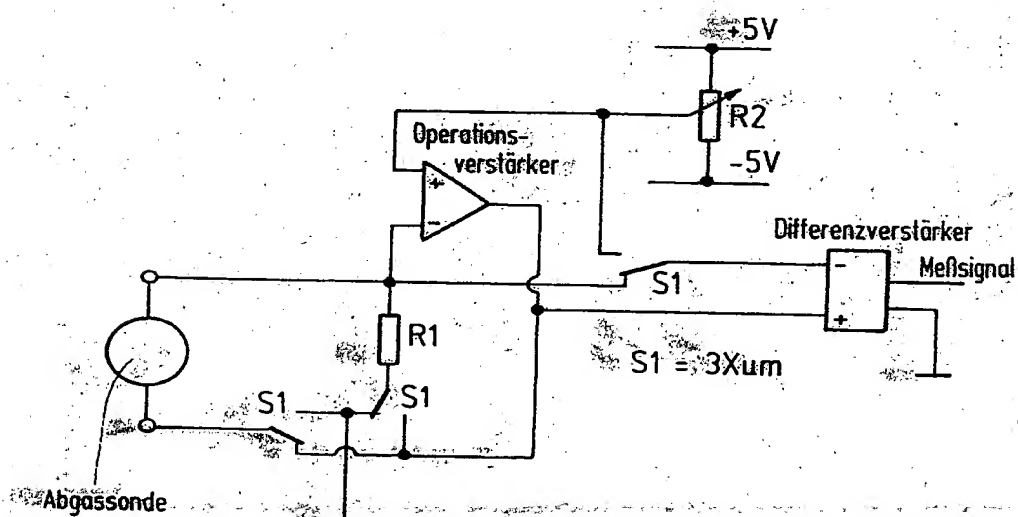 +5V
R2
-5V
Operations-
verstärker
+
-
Differenzverstärker
Meßsignal
-
+
S1
S1 = 3Xum
R1
S1
S1
Abgassonde